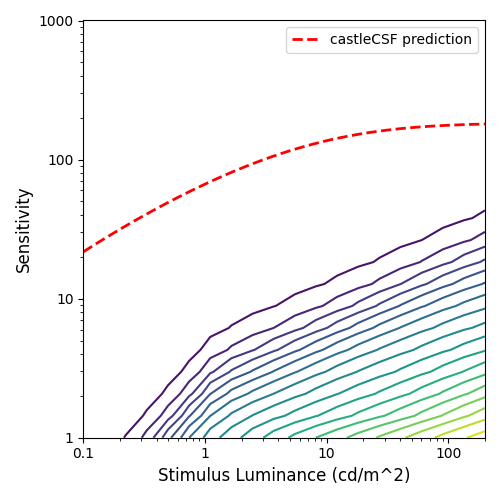 1000
castleCSF prediction
100
Sensitivity
10
1
0.1 1 10 100
Stimulus Luminance (cd/m^2)